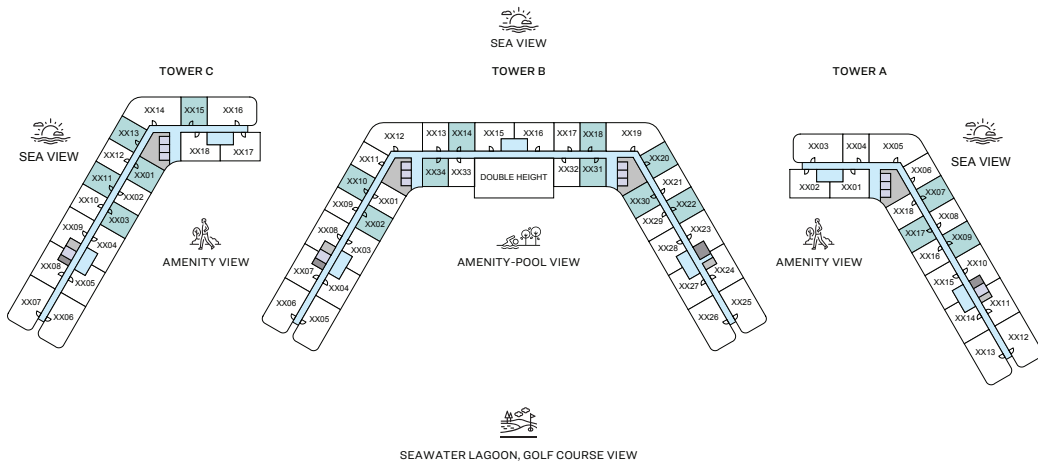 SEA VIEW
TOWER C
TOWER B
TOWER A
SEA VIEW
XX14
XX15
XX16
XX13
XX12
XX18
XX17
XX11
XX01
XX10
XX02
XX03
XX09
XX04
XX08
XX05
XX07
XX06
AMENITY VIEW
XX12
XX13
XX14
XX15
XX16
XX17
XX18
XX19
XX11
XX34
XX33
DOUBLE HEIGHT
XX32
XX31
XX20
XX10
XX01
XX30
XX21
XX02
XX29
XX22
XX08
XX03
XX28
XX23
XX07
XX04
XX27
XX24
XX06
XX05
XX26
XX25
AMENITY-POOL VIEW
XX03
XX04
XX05
XX02
XX01
XX06
XX07
XX18
XX08
XX17
XX09
XX16
XX10
XX15
XX11
XX14
XX12
XX13
AMENITY VIEW
SEA VIEW
SEAWATER LAGOON, GOLF COURSE VIEW